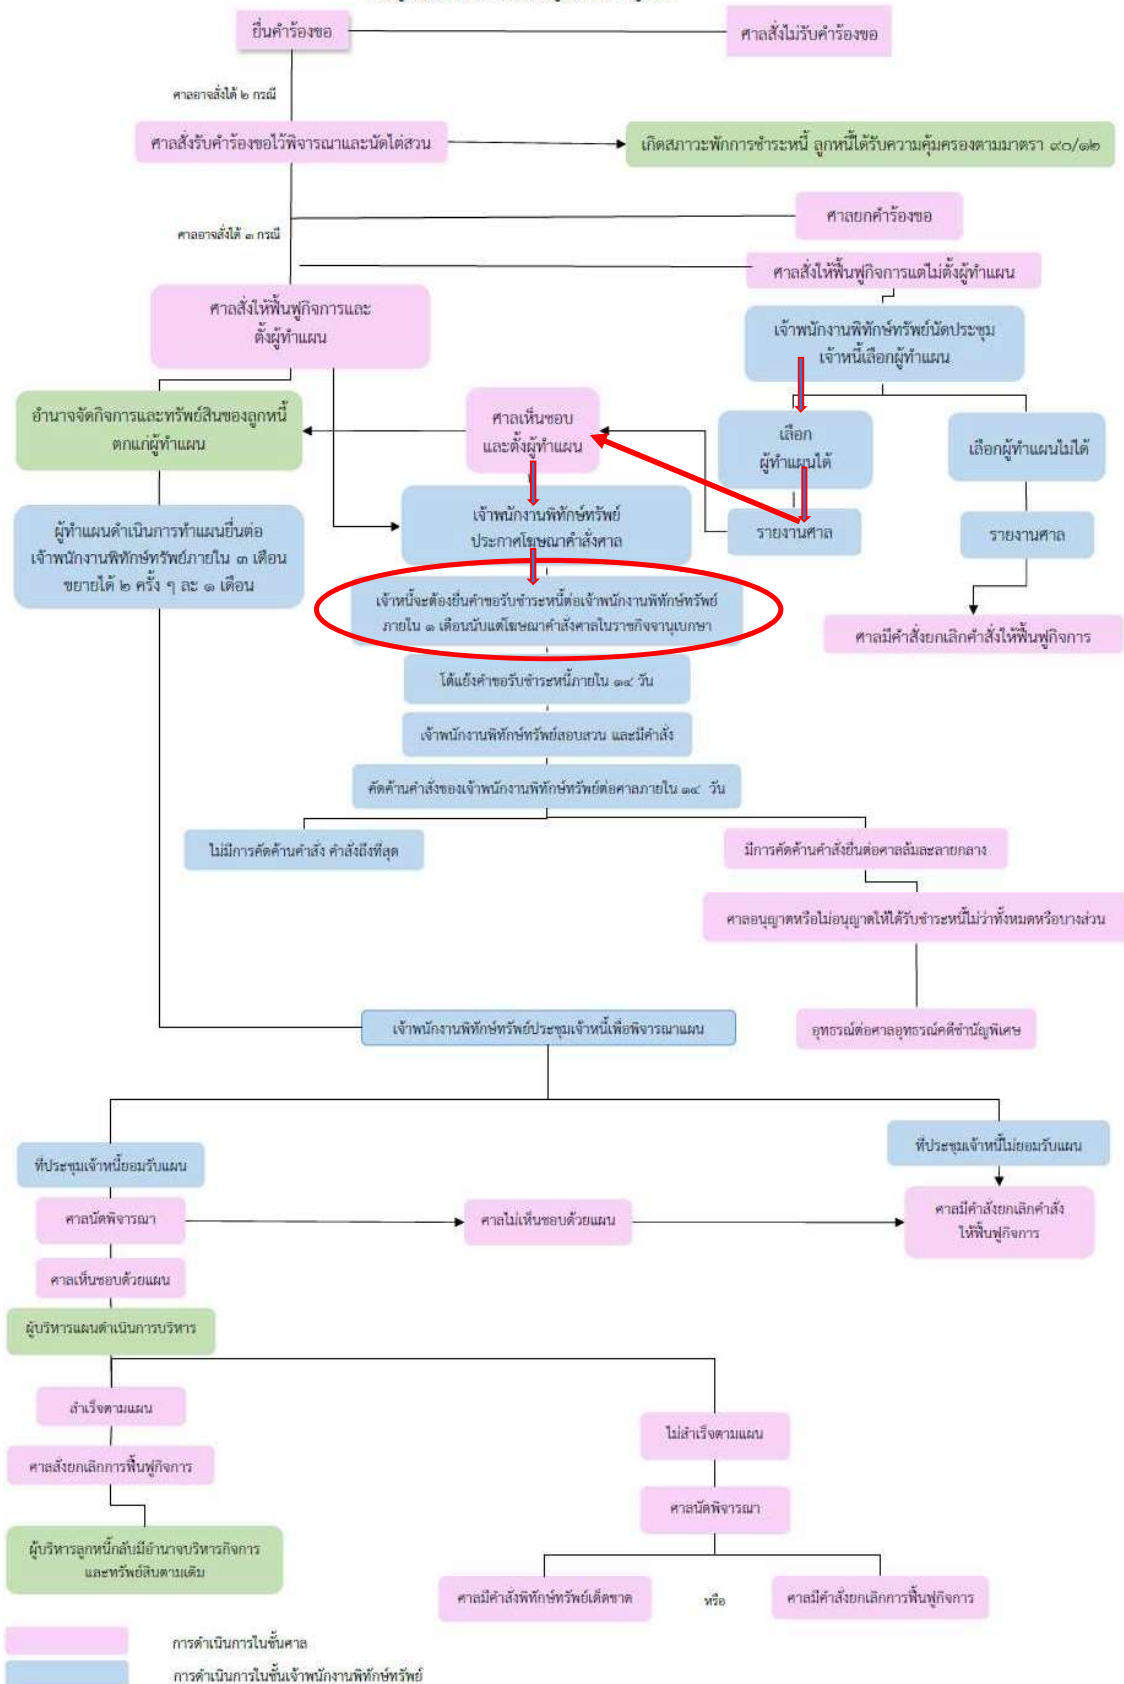 ยื่นคำร้องขอ
ศาลสั่งไม่รับคำร้องขอ
ศาลอาจสั่งได้ ๒ กรณี
ศาลสั่งรับคำร้องขอไว้พิจารณาและนัดไต่สวน
เกิดสภาวะพักการชำระหนี้ ลูกหนี้ได้รับความคุ้มครองตามมาตรา ๙๐/๑๒
ศาลยกคำร้องขอ
ศาลอาจสั่งได้ ๓ กรณี
ศาลสั่งให้ฟื้นฟูกิจการแต่ไม่ตั้งผู้ทำแผน
ศาลสั่งให้ฟื้นฟูกิจการและ
ตั้งผู้ทำแผน
เจ้าพนักงานพิทักษ์ทรัพย์นัดประชุม
เจ้าหนี้เลือกผู้ทำแผน
อำนาจจัดกิจการและทรัพย์สินของลูกหนี้
ตกแก่ผู้ทำแผน
ศาลเห็นชอบ
และตั้งผู้ทำแผน
เลือก
ผู้ทำแผนได้
เลือกผู้ทำแผนไม่ได้
ผู้ทำแผนดำเนินการทำแผนยื่นต่อ
เจ้าพนักงานพิทักษ์ทรัพย์ภายใน ๓ เดือน
ขยายได้ ๒ ครั้ง ๆ ละ ๑ เดือน
เจ้าพนักงานพิทักษ์ทรัพย์
ประกาศโฆษณาคำสั่งศาล
รายงานศาล
รายงานศาล
เจ้าหนี้จะต้องยื่นคำขอรับชำระหนี้ต่อเจ้าพนักงานพิทักษ์ทรัพย์
ภายใน ๑ เดือนนับแต่โฆษณาคำสั่งศาลในราชกิจจานุเบกษา
ศาลมีคำสั่งยกเลิกคำสั่งให้ฟื้นฟูกิจการ
โต้แย้งคำขอรับชำระหนี้ภายใน ๑๔ วัน
เจ้าพนักงานพิทักษ์ทรัพย์สอบสวน และมีคำสั่ง
คัดค้านคำสั่งของเจ้าพนักงานพิทักษ์ทรัพย์ต่อศาลภายใน ๑๔ วัน
ไม่มีการคัดค้านคำสั่ง คำสั่งถึงที่สุด
มีการคัดค้านคำสั่งยื่นต่อศาลล้มละลายกลาง
ศาลอนุญาตหรือไม่อนุญาตให้ได้รับชำระหนี้ไม่ว่าทั้งหมดหรือบางส่วน
อุทธรณ์ต่อศาลอุทธรณ์คดีชำนัญพิเศษ
เจ้าพนักงานพิทักษ์ทรัพย์ประชุมเจ้าหนี้เพื่อพิจารณาแผน
ที่ประชุมเจ้าหนี้ยอมรับแผน
ที่ประชุมเจ้าหนี้ไม่ยอมรับแผน
ศาลนัดพิจารณา
ศาลไม่เห็นชอบด้วยแผน
ศาลมีคำสั่งยกเลิกคำสั่ง
ให้ฟื้นฟูกิจการ
ศาลเห็นชอบด้วยแผน
ผู้บริหารแผนดำเนินการบริหาร
สำเร็จตามแผน
ไม่สำเร็จตามแผน
ศาลสั่งยกเลิกการฟื้นฟูกิจการ
ศาลนัดพิจารณา
ผู้บริหารลูกหนี้กลับมีอำนาจบริหารกิจการ
และทรัพย์สินตามเดิม
ศาลมีคำสั่งพิทักษ์ทรัพย์เด็ดขาด
หรือ
ศาลมีคำสั่งยกเลิกการฟื้นฟูกิจการ
การดำเนินการในชั้นศาล
การดำเนินการในชั้นเจ้าพนักงานพิทักษ์ทรัพย์